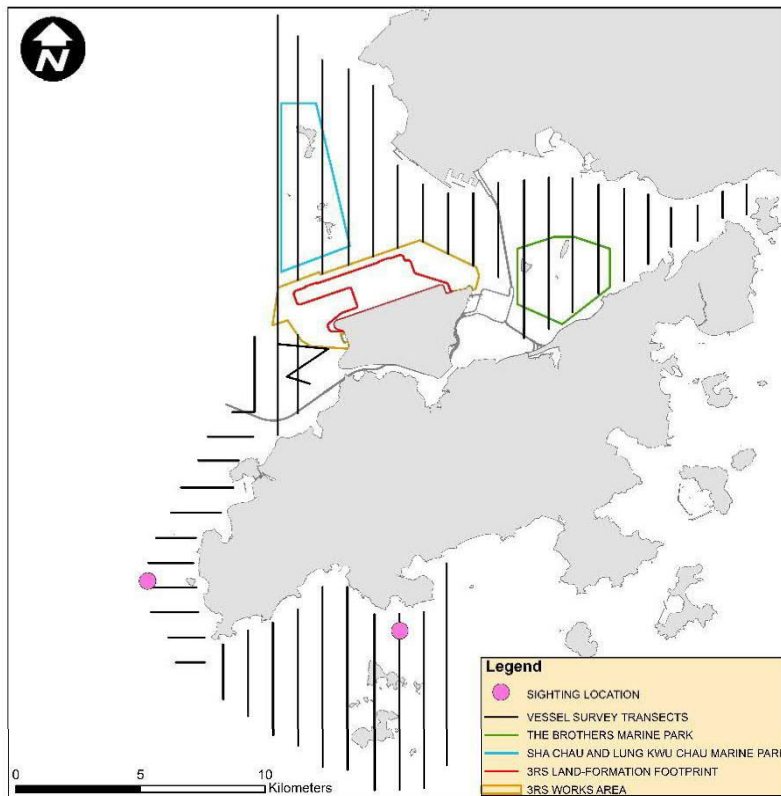 N
Legend
SIGHTING LOCATION
VESSEL SURVEY TRANSECTS
THE BROTHERS MARINE PARK
SHA CHAU AND LUNG KWU CHAU MARINE PARK
3RS LAND-FORMATION FOOTPRINT
3RS WORKS AREA
0 5 10
Kilometers